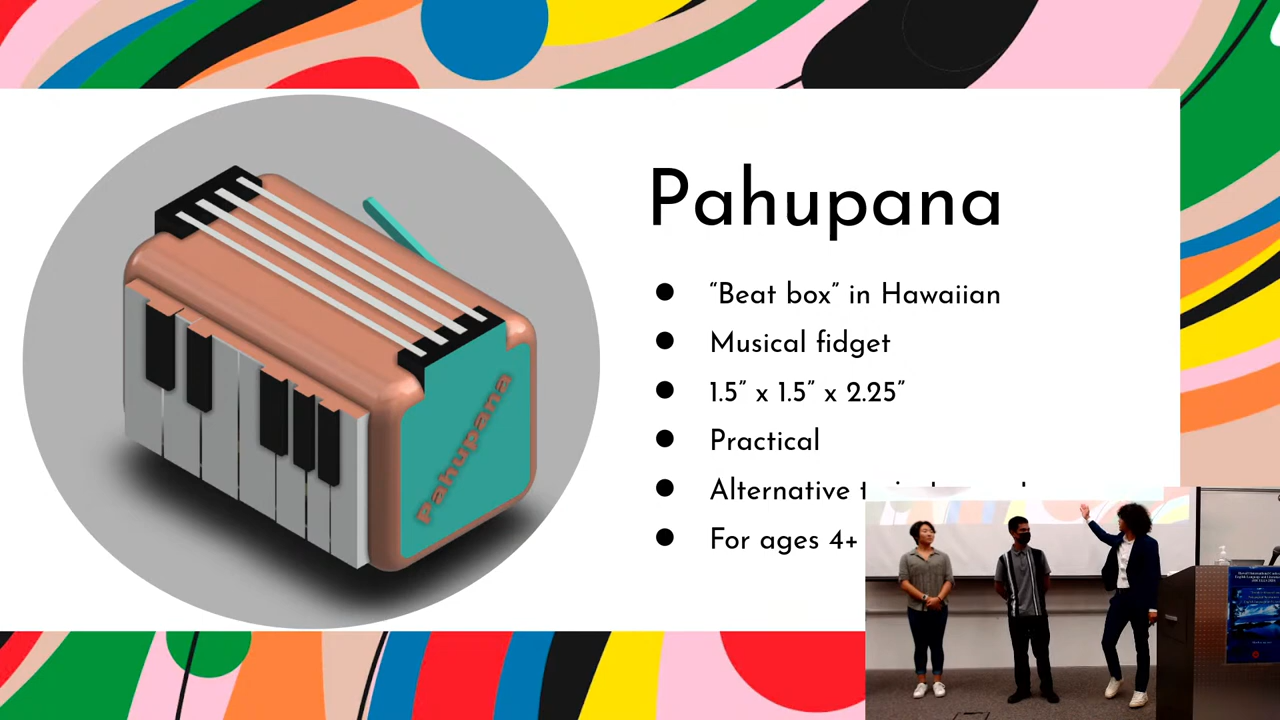 Pahupana
“Beat box” in Hawaiian
Musical fidget
1.5” x 1.5” x 2.25”
Practical
Alternative
For ages 4+
Pahupana